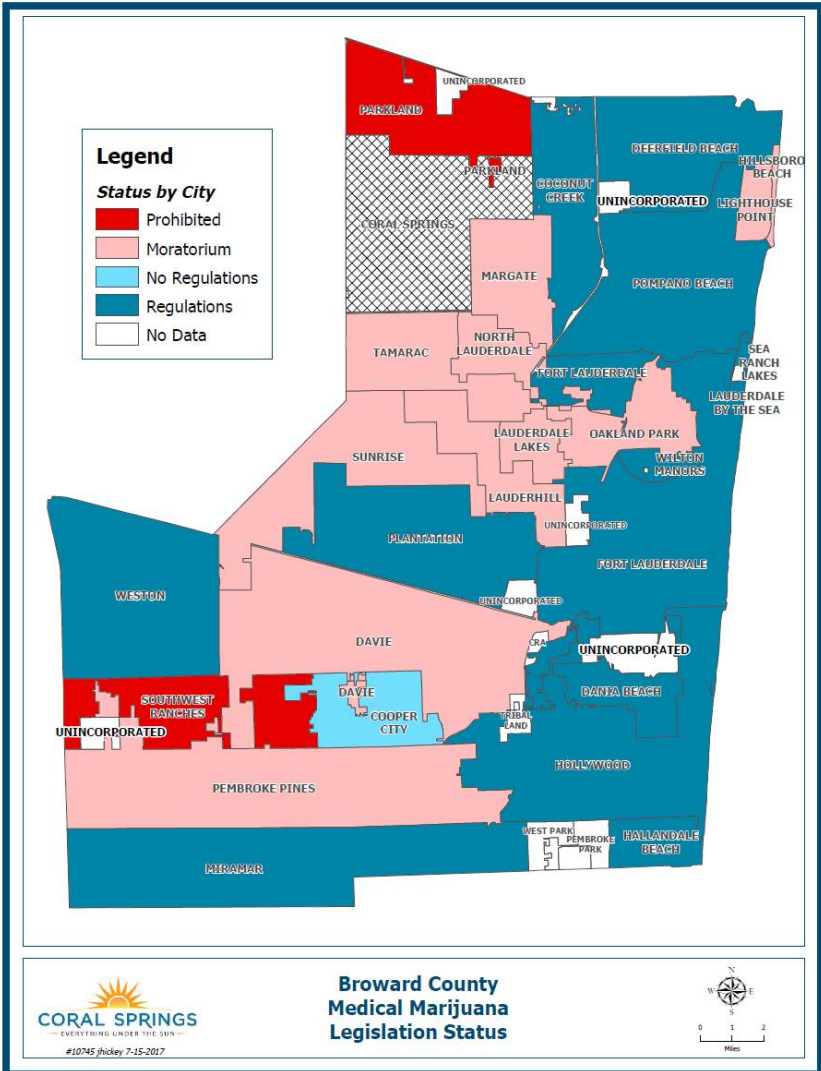 UNINCORPORATED
PARKLAND
Legend
Status by City
Prohibited
Moratorium
No Regulations
Regulations
No Data
DEERFIELD BEACH
HILLSBORO
BEACH
PARKLAND
COCONUT
CREEK
UNINCORPORATED
LIGHTHOUSE
POINT
CORAL SPRINGS
MARGATE
POMPANO BEACH
NORTH
LAUDERDALE
TAMARAC
SEA
RANCH
LAKES
FORT LAUDERDALE
LAUDERDALE
BY THE SEA
LAUDERDALE
LAKES
OAKLAND PARK
SUNRISE
WILTON
MANORS
LAUDERHILL
UNINCORPORATED
PLANTATION
FORT LAUDERDALE
WESTON
UNINCORPORATED
DAVIE
CRA
UNINCORPORATED
DAVIE
DANIA BEACH
SOUTHWEST
RANCHES
COOPER
CITY
TRIBAL
LAND
UNINCORPORATED
HOLLYWOOD
PEMBROKE PINES
WEST PARK
PEMBROKE
PARK
HALLANDALE
BEACH
MIRAMAR
CORAL SPRINGS
EVERYTHING UNDER THE SUN
#10745 jhickey 7-15-2017
Broward County
Medical Marijuana
Legislation Status
N
W E
S
0 1 2
Miles